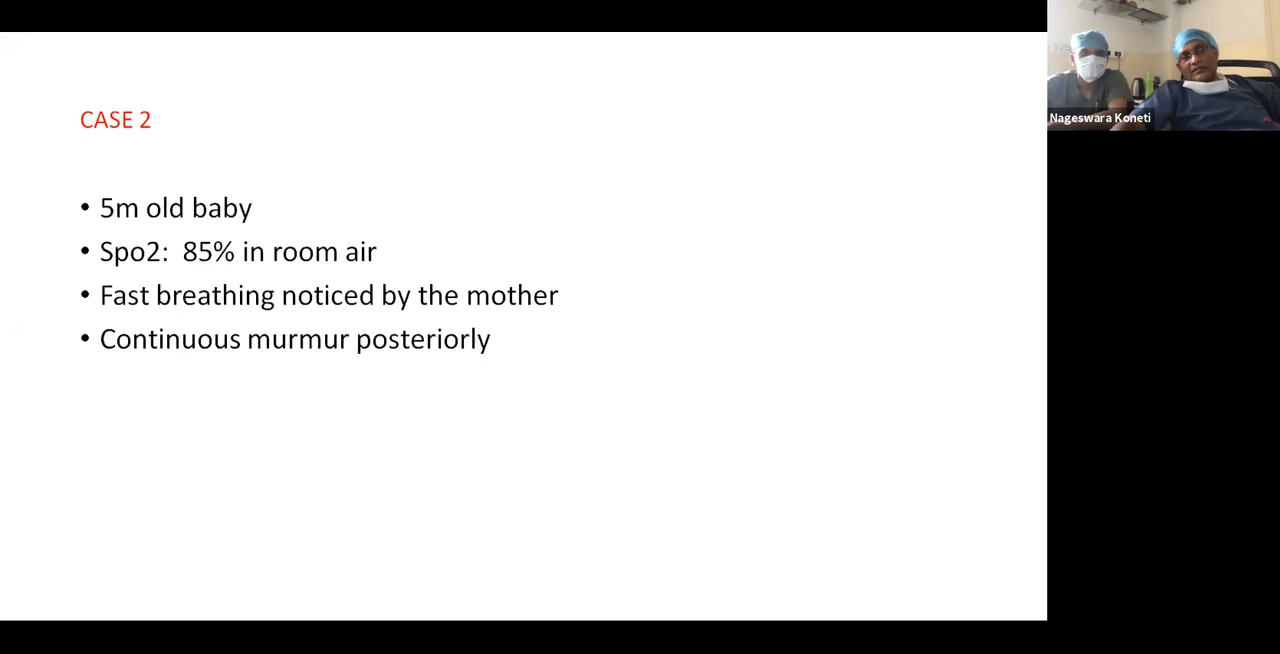 CASE 2
• 5m old baby
• Spo2:  85% in room air
• Fast breathing noticed by the mother
• Continuous murmur posteriorly
Nageswara Koneti